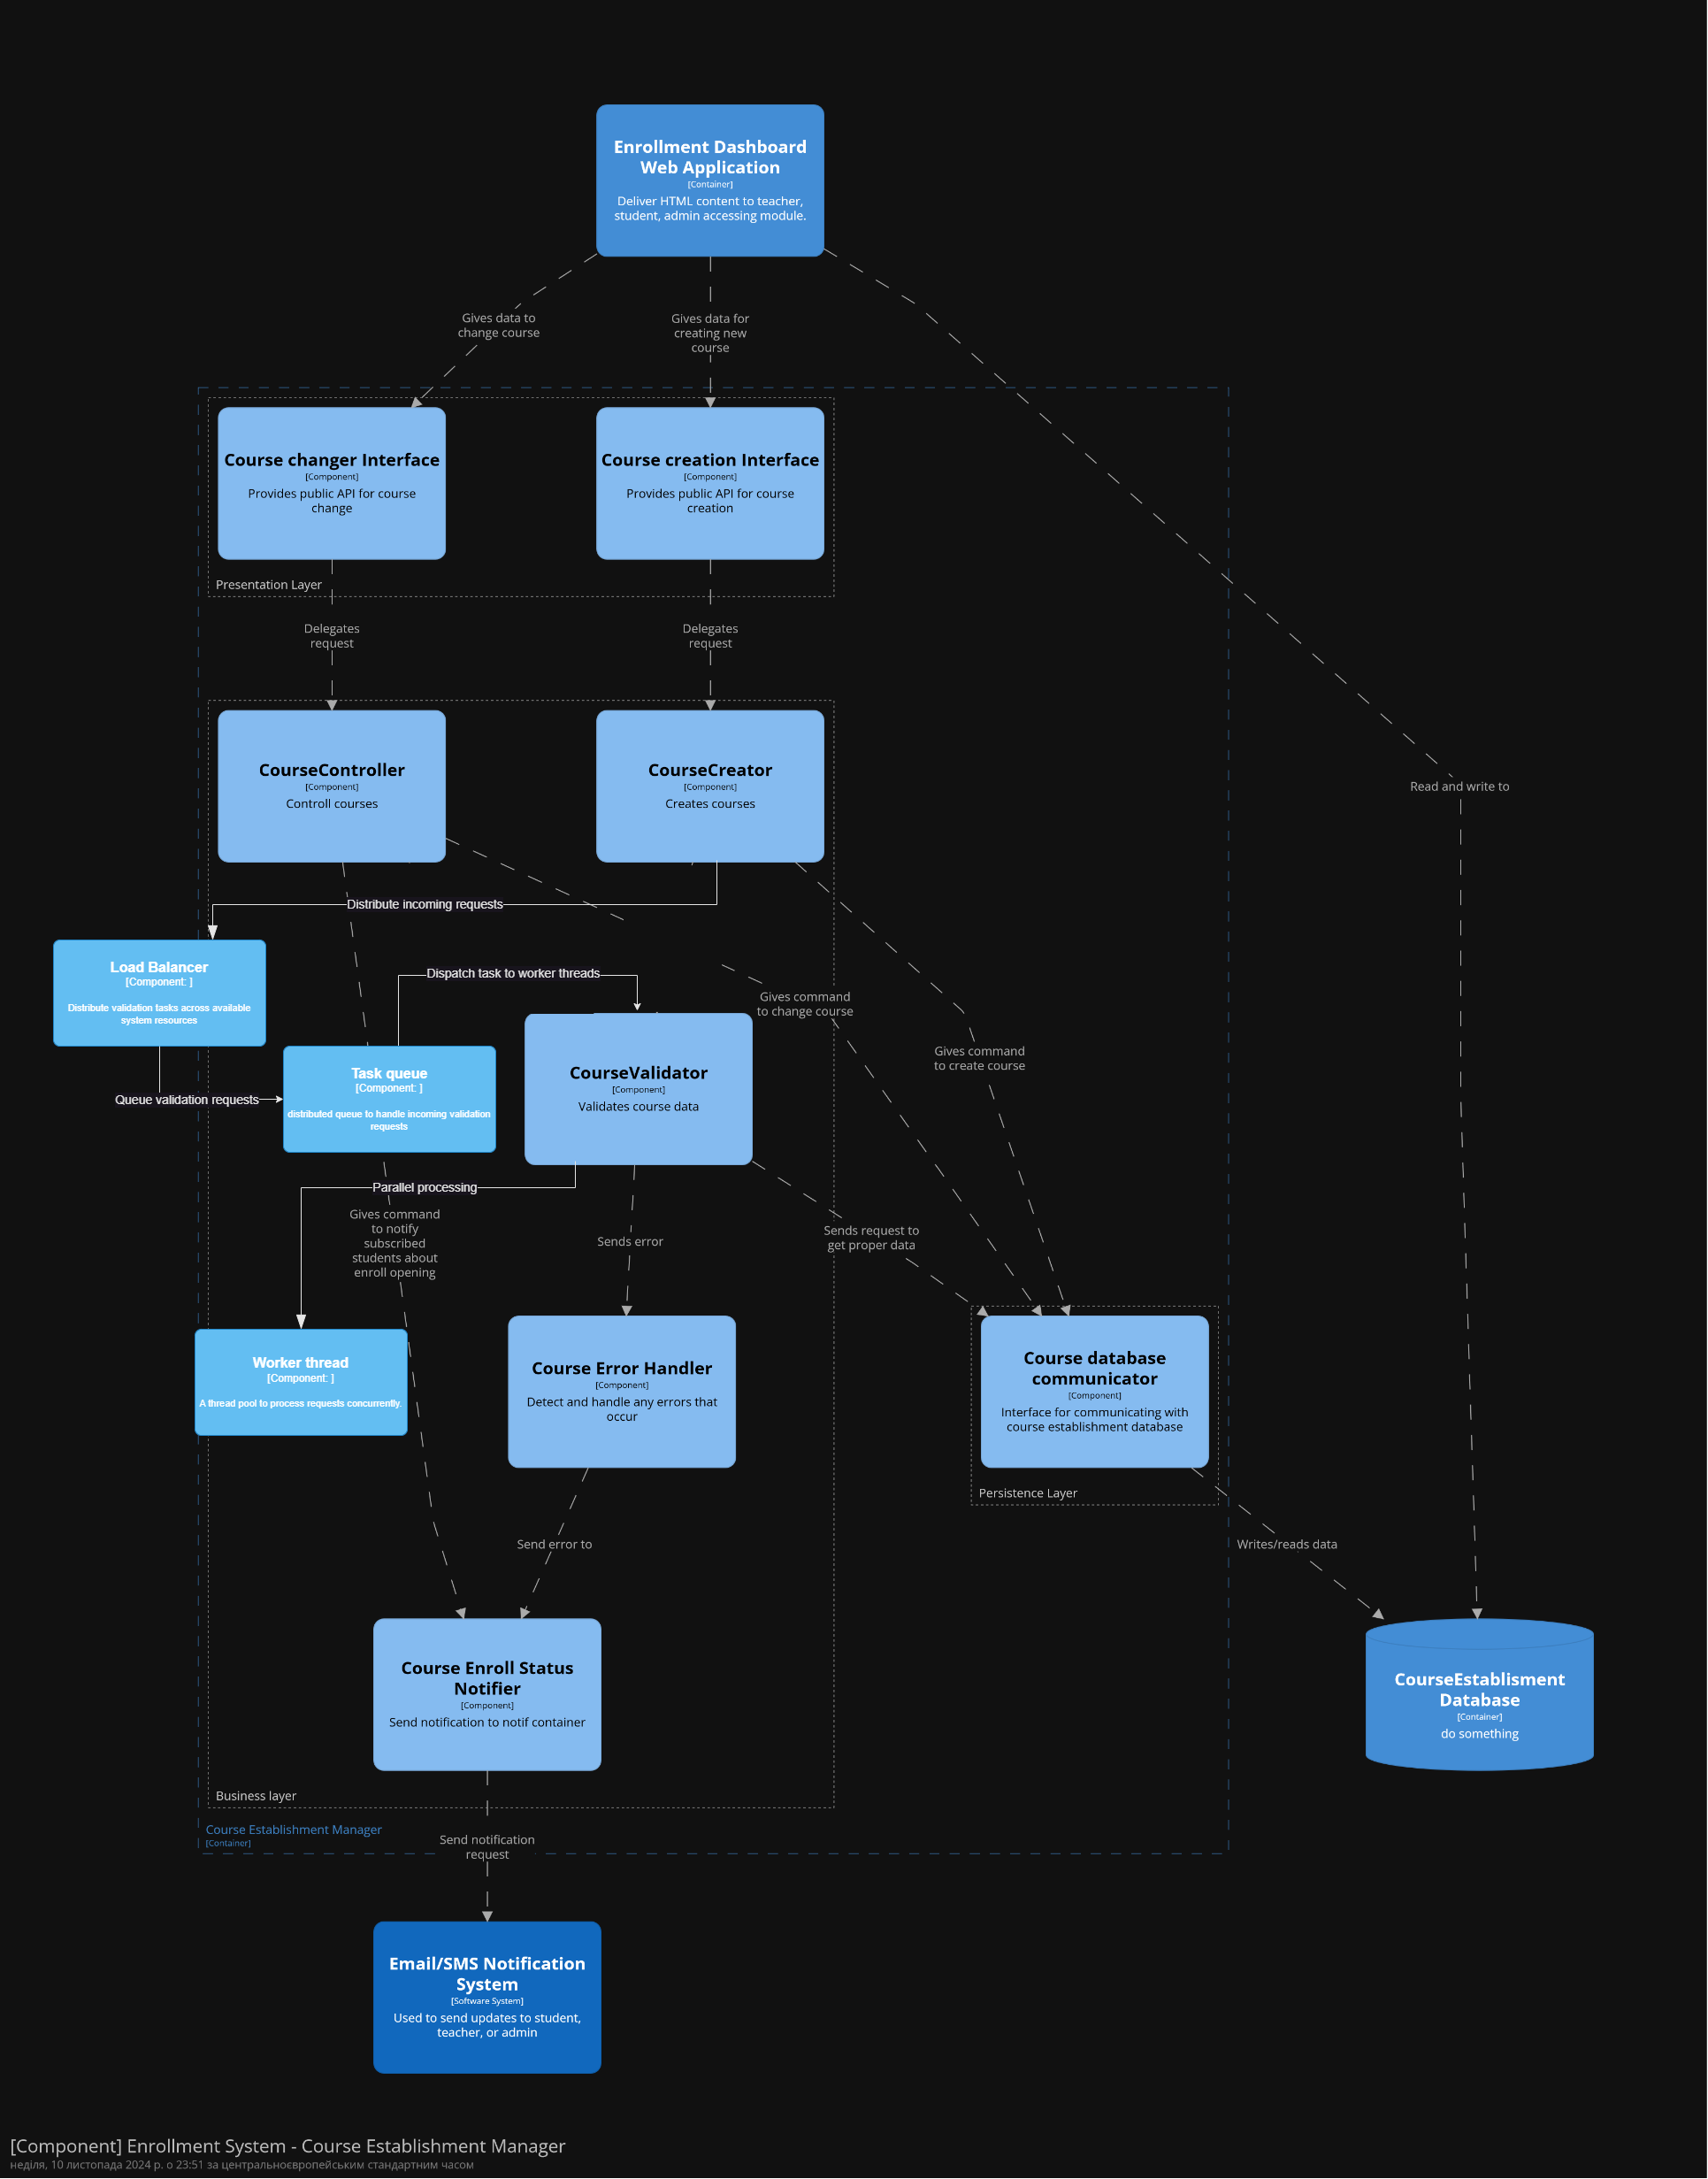 Enrollment Dashboard
Web Application
[Container]
Deliver HTML content to teacher,
student, admin accessing module.
Gives data to
change course
Gives data for
creating new
course
Course changer Interface
[Component]
Provides public API for course
change
Course creation Interface
[Component]
Provides public API for course
creation
Presentation Layer
Delegates
request
Delegates
request
Read and write to
CourseController
[Component]
Controll courses
CourseCreator
[Component]
Creates courses
Distribute incoming requests
Load Balancer
[Component: ]
Distribute validation tasks across available
system resources
Dispatch task to worker threads
Gives command
to change course
Gives command
to create course
Queue validation requests
Task queue
[Component: ]
distributed queue to handle incoming validation
requests
CourseValidator
[Component]
Validates course data
Parallel processing
Gives command
to notify
subscribed
students about
enroll opening
Sends error
Sends request to
get proper data
Worker thread
[Component: ]
A thread pool to process requests concurrently.
Course Error Handler
[Component]
Detect and handle any errors that
occur
Course database
communicator
[Component]
Interface for communicating with
course establishment database
Persistence Layer
Send error to
Writes/reads data
Course Enroll Status
Notifier
[Component]
Send notification to notif container
CourseEstablisment
Database
[Container]
do something
Business layer
Course Establishment Manager
[Container]
Send notification
request
Email/SMS Notification
System
[Software System]
Used to send updates to student,
teacher, or admin
[Component] Enrollment System - Course Establishment Manager
неділя, 10 листопада 2024 р. о 23:51 за центральноєвропейським стандартним часом